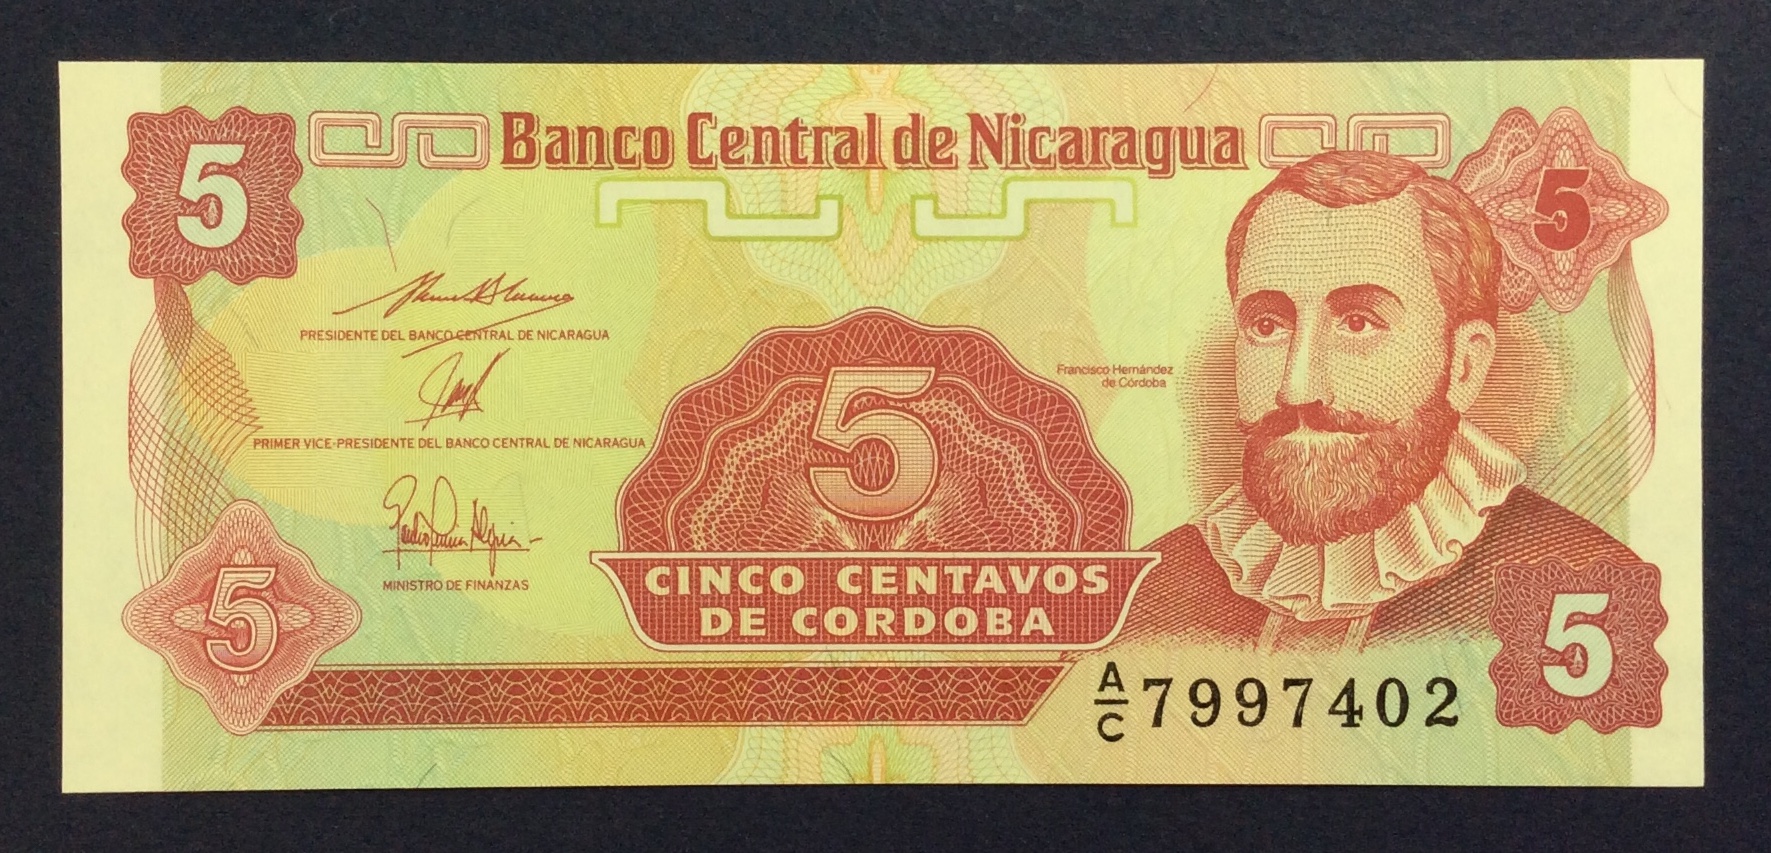 5
Banco Central de Nicaragua
5
PRESIDENTE DEL BANCO CENTRAL DE NICARAGUA
PRIMER VICE-PRESIDENTE DEL BANCO CENTRAL DE NICARAGUA
MINISTRO DE FINANZAS
5
Francisco Hernández
de Córdoba
CINCO CENTAVOS
DE CORDOBA
5
A/C 7997402
5